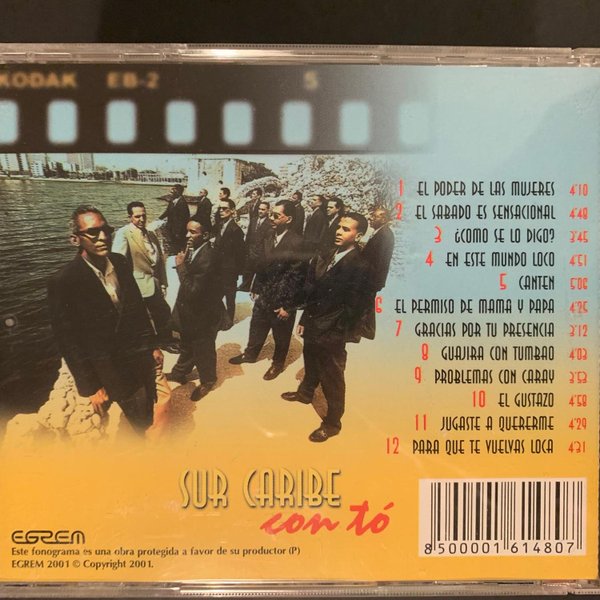 KODAK EB-2 5
1 EL PODER DE LAS MUJERES 4'10
2 EL SABADO ES SENSACIONAL 4'48
3 ¿COMO SE LO DIGO? 3'45
4 EN ESTE MUNDO LOCO 4'51
5 CANTEN 5'06
6 EL PERMISO DE MAMA Y PAPA 4'25
7 GRACIAS POR TU PRESENCIA 3'12
8 GUAJIRA CON TUMBAO 4'03
9 PROBLEMAS CON CARAY 3'53
10 EL GUSTAZO 4'58
11 JUGASTE A QUERERME 4'29
12 PARA QUE TE VUELVAS LOCA 4'31
SUR CARIBE
con tó
EGREM
Este fonograma es una obra protegida a favor de su productor (P)
EGREM 2001 © Copyright 2001.
8 500001 614807